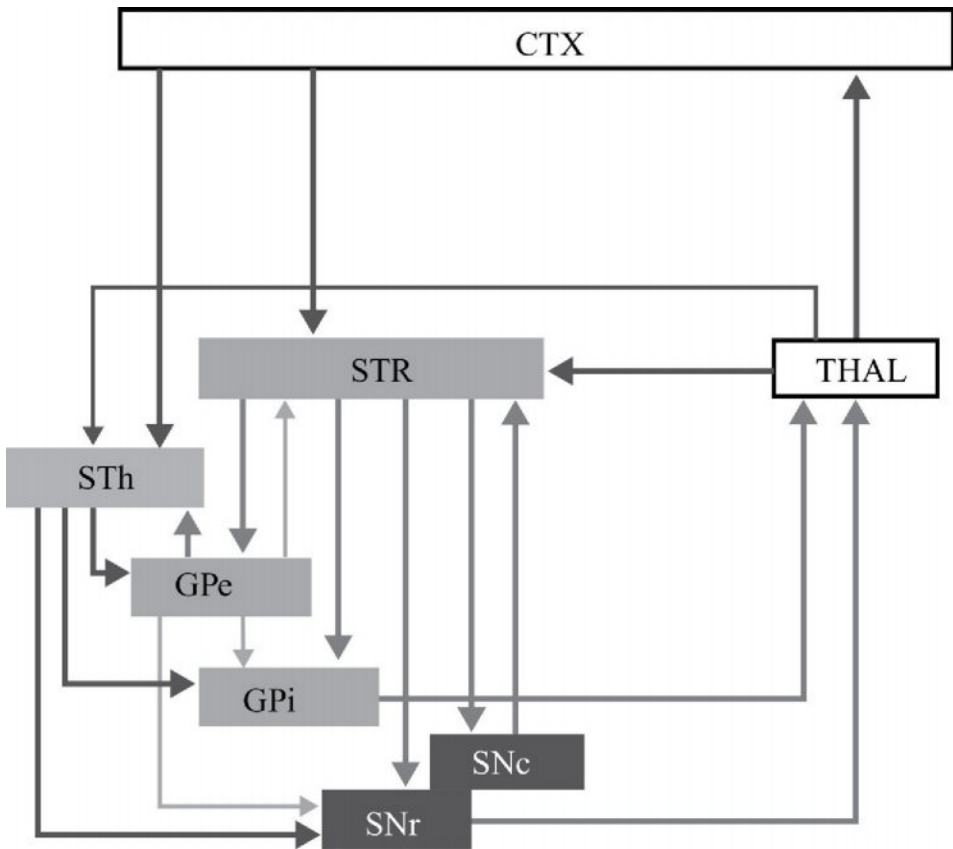 CTX
STR
THAL
STh
GPe
GPi
SNc
SNr